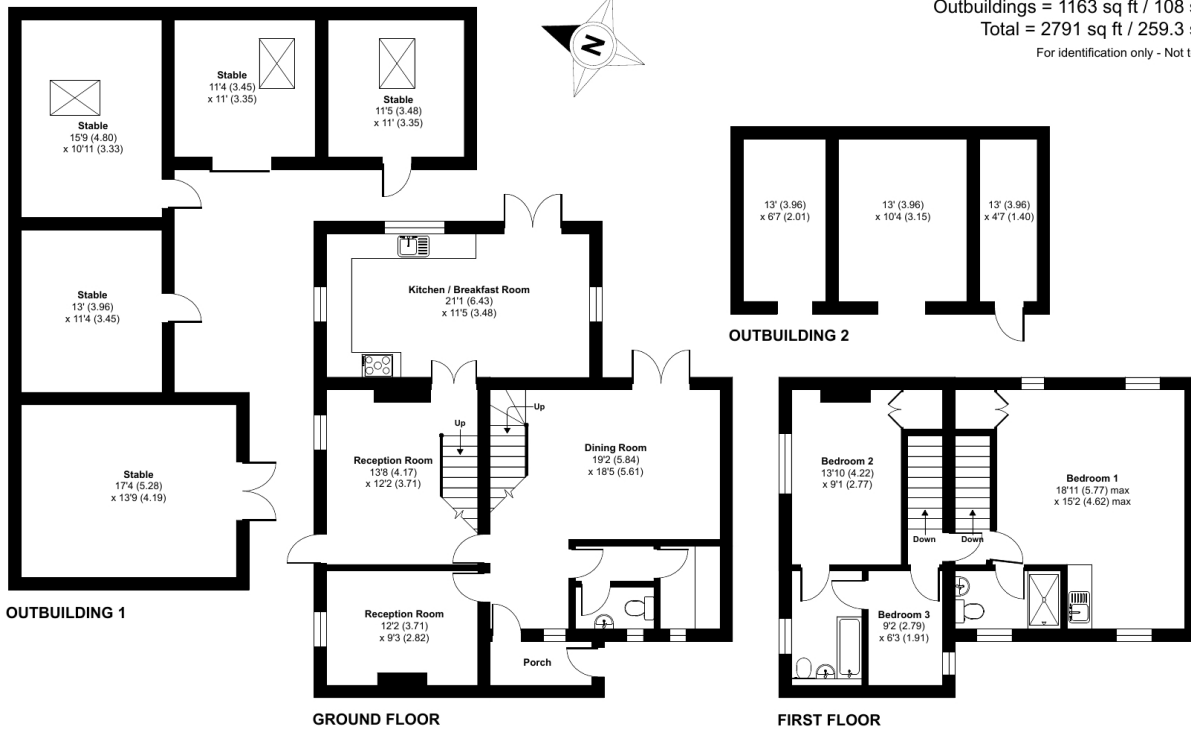 Outbuildings = 1163 sq ft / 108
Total = 2791 sq ft / 259.3
For identification only - Not
N
Stable
15'9 (4.80)
x 10'11 (3.33)
Stable
11'4 (3.45)
x 11' (3.35)
Stable
11'5 (3.48)
x 11' (3.35)
Stable
13' (3.96)
x 11'4 (3.45)
Stable
17'4 (5.28)
x 13'9 (4.19)
OUTBUILDING 1
13' (3.96)
x 6'7 (2.01)
13' (3.96)
x 10'4 (3.15)
13' (3.96)
x 4'7 (1.40)
OUTBUILDING 2
Kitchen / Breakfast Room
21'1 (6.43)
x 11'5 (3.48)
Up
Up
Reception Room
13'8 (4.17)
x 12'2 (3.71)
Dining Room
19'2 (5.84)
x 18'5 (5.61)
Reception Room
12'2 (3.71)
x 9'3 (2.82)
Porch
GROUND FLOOR
Bedroom 2
13'10 (4.22)
x 9'1 (2.77)
Bedroom 1
18'11 (5.77) max
x 15'2 (4.62) max
Down
Down
Bedroom 3
9'2 (2.79)
x 6'3 (1.91)
FIRST FLOOR